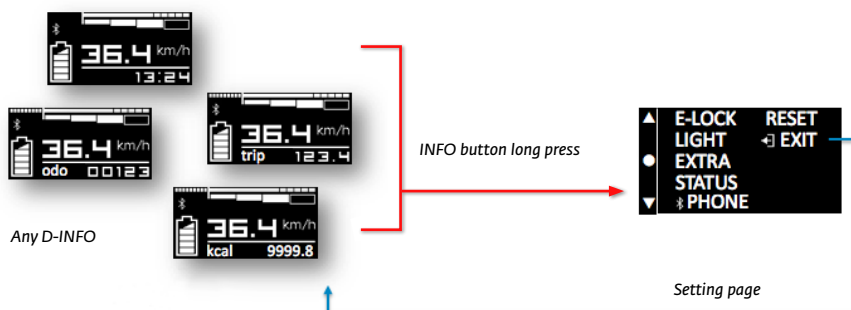 36.4 km/h
13:24
36.4 km/h
odo 00123
36.4 km/h
trip 123.4
36.4 km/h
kcal 9999.8
Any D-INFO
INFO button long press
E-LOCK RESET
LIGHT EXIT
EXTRA
STATUS
PHONE
Setting page